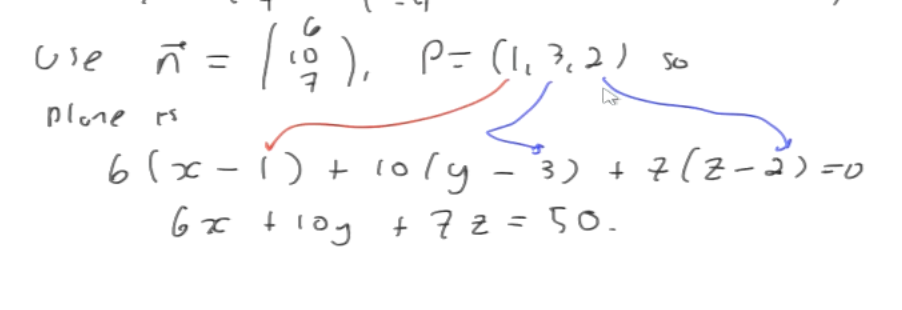 Use n⃗ = (6 10 7), P = (1, 3, 2) so
plane is
6(x - 1) + 10(y - 3) + 7(z - 2) = 0
6x + 10y + 7z = 50.